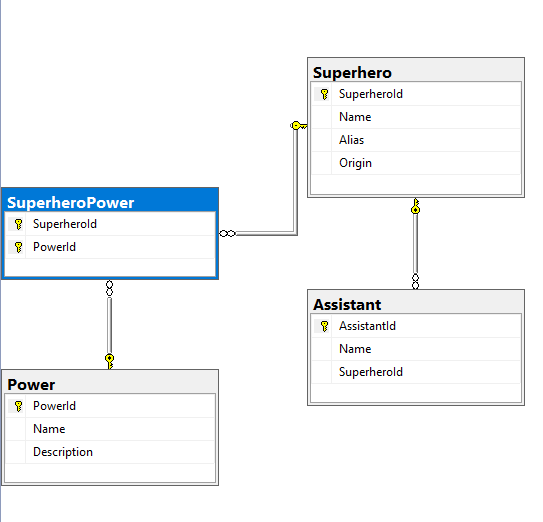 Superhero
SuperheroId
Name
Alias
Origin
SuperheroPower
SuperheroId
PowerId
Assistant
AssistantId
Name
SuperheroId
Power
PowerId
Name
Description